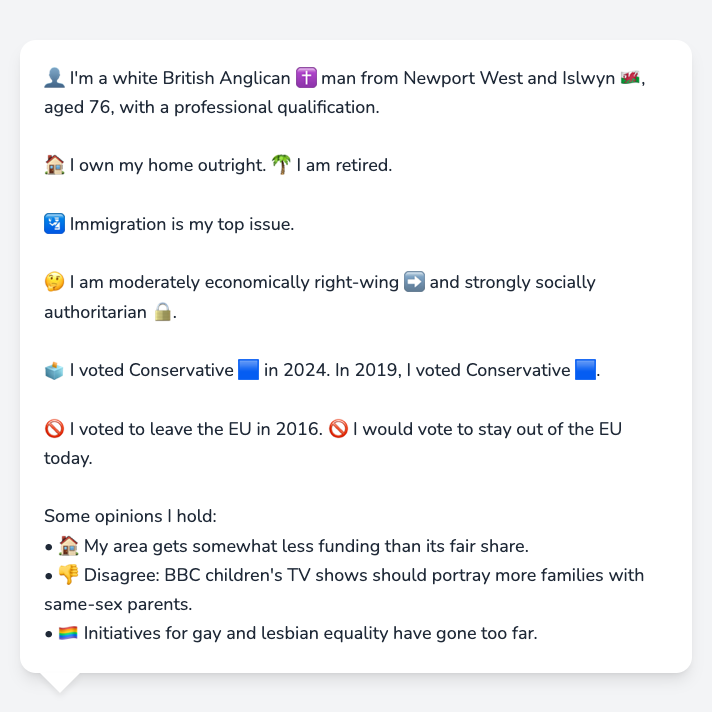 👤 I'm a white British Anglican ✝️ man from Newport West and Islwyn 🏴󠁧󠁢󠁷󠁬󠁳󠁿,
aged 76, with a professional qualification.
🏠 I own my home outright. 🌴 I am retired.
🛂 Immigration is my top issue.
🤔 I am moderately economically right-wing ➡️ and strongly socially
authoritarian 🔒.
🗳️ I voted Conservative 🟦 in 2024. In 2019, I voted Conservative 🟦.
🚫 I voted to leave the EU in 2016. 🚫 I would vote to stay out of the EU
today.
Some opinions I hold:
• 🏠 My area gets somewhat less funding than its fair share.
• 👎 Disagree: BBC children's TV shows should portray more families with
same-sex parents.
• 🏳️‍🌈 Initiatives for gay and lesbian equality have gone too far.